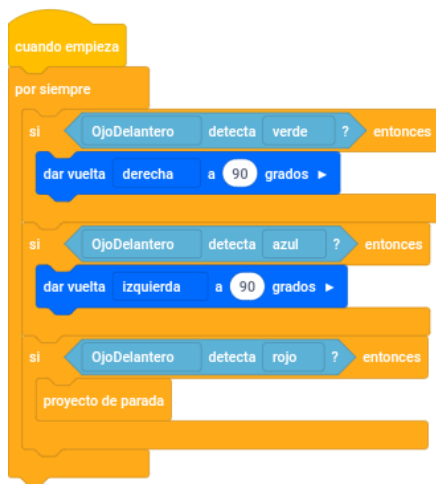 cuando empieza
por siempre
si OjoDelantero detecta verde ? entonces
dar vuelta derecha a 90 grados ▶
si OjoDelantero detecta azul ? entonces
dar vuelta izquierda a 90 grados ▶
si OjoDelantero detecta rojo ? entonces
proyecto de parada